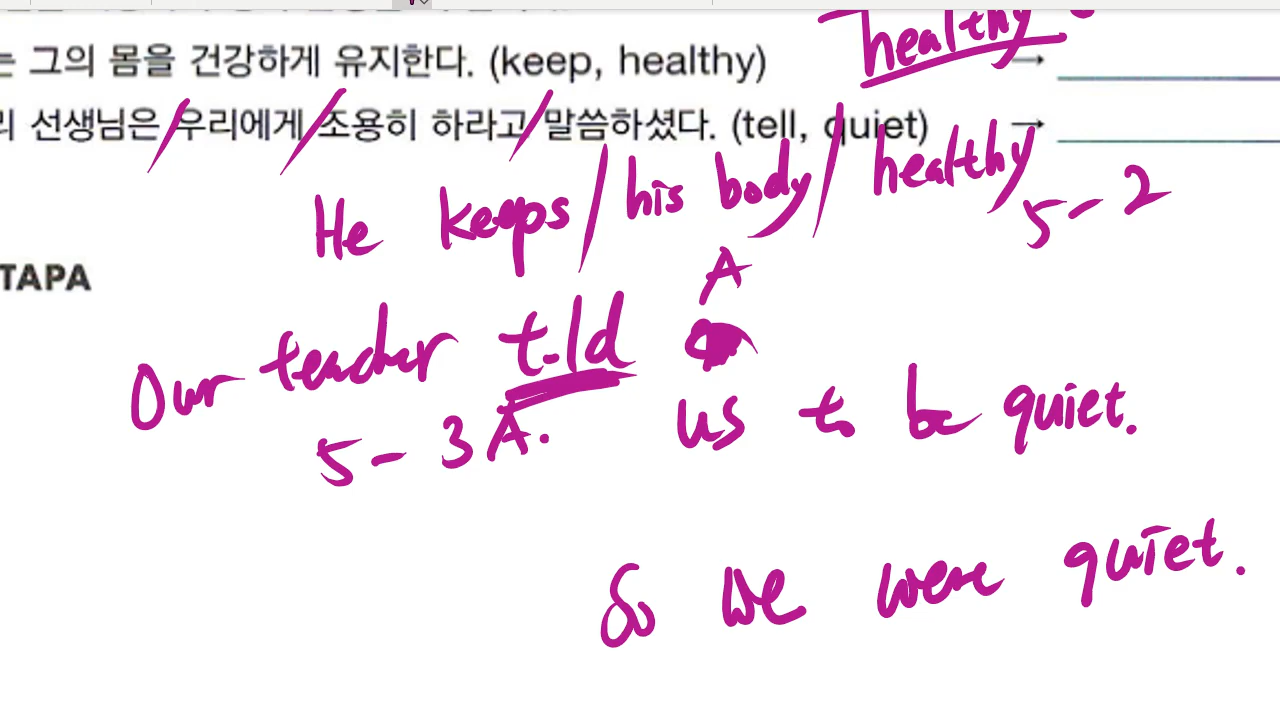 healthy
는 그의 몸을 건강하게 유지한다. (keep, healthy) →
리 선생님은 / 우리에게 / 조용히 하라고 / 말씀하셨다. (tell, quiet) →
He keeps / his body / healthy
5-2
TAPA
A
Our teacher told
us to be quiet.
5-3 A.
So we were quiet.